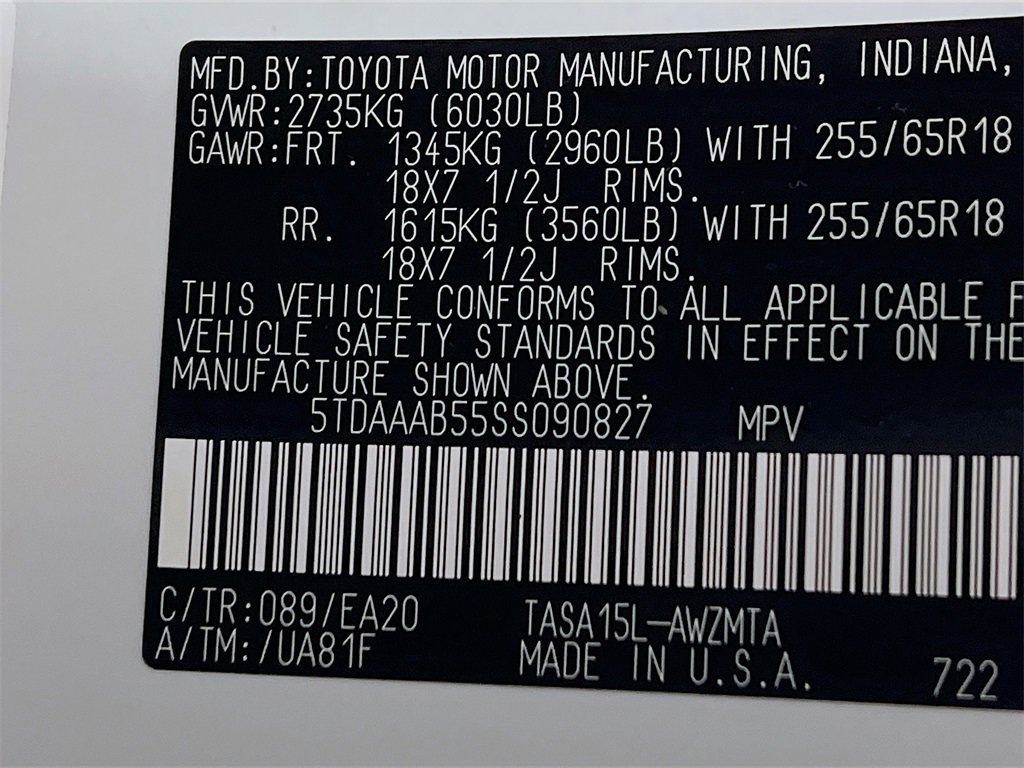 MFD.BY:TOYOTA MOTOR MANUFACTURING, INDIANA,
GVWR:2735KG (6030LB)
GAWR:FRT. 1345KG (2960LB) WITH 255/65R18
18X7 1/2J RIMS.
RR. 1615KG (3560LB) WITH 255/65R18
18X7 1/2J RIMS.
THIS VEHICLE CONFORMS TO ALL APPLICABLE F
VEHICLE SAFETY STANDARDS IN EFFECT ON THE
MANUFACTURE SHOWN ABOVE.
5TDAAAB55SS090827 MPV
C/TR:089/EA20 TASA15L-AWZMTA
A/TM:/UA81F MADE IN U.S.A. 722